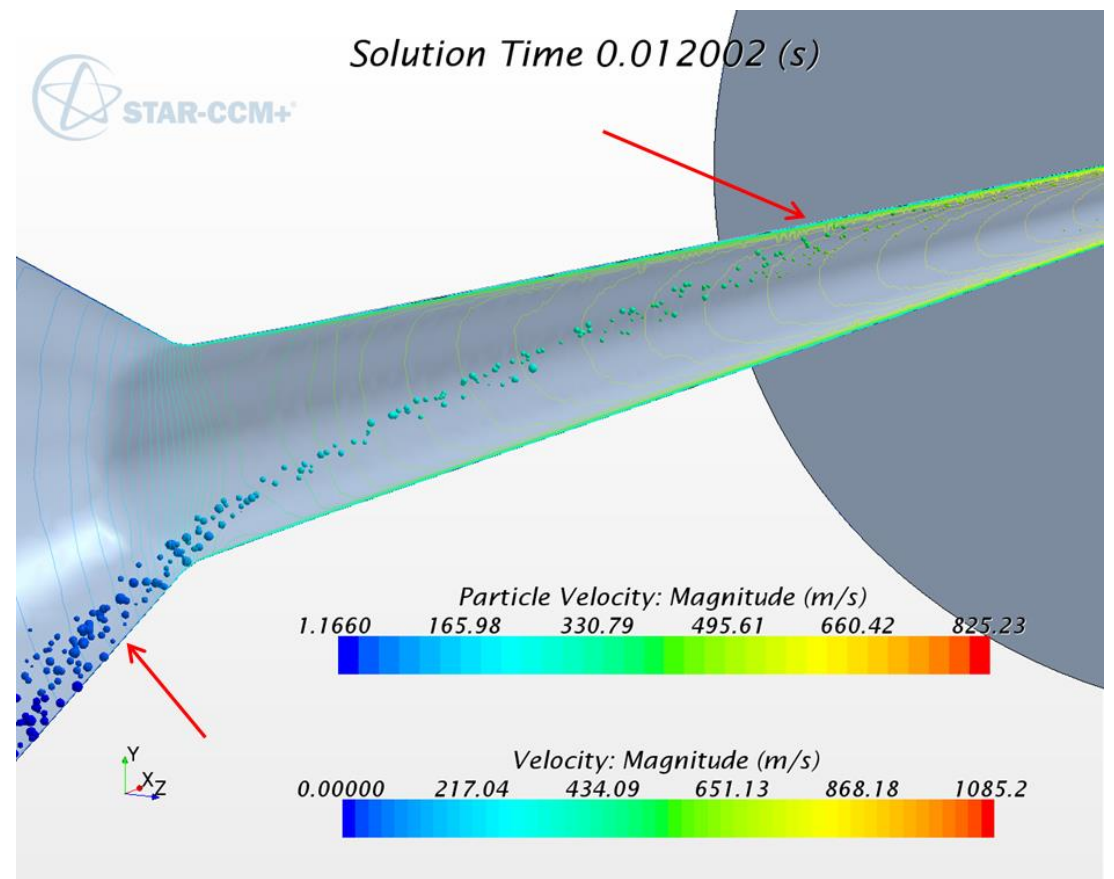 Solution Time 0.012002 (s)
STAR-CCM+
Particle Velocity: Magnitude (m/s)
1.1660 165.98 330.79 495.61 660.42 825.23
Y
X
Z
Velocity: Magnitude (m/s)
0.00000 217.04 434.09 651.13 868.18 1085.2